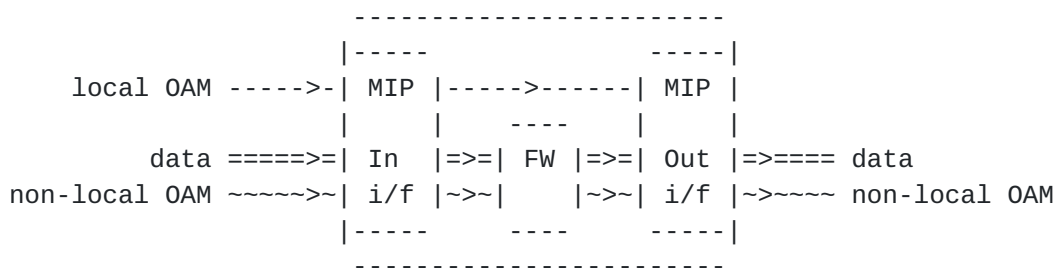 ------------------------
                      |-----              -----|
    local OAM ----->-| MIP |----->------| MIP |
                      |     |    ----    |     |
         data =====>=| In  |=>=| FW |=>=| Out |=>==== data
non-local OAM ~~~~~>~| i/f |~>~|    |~>~| i/f |~>~~~~ non-local OAM
                      |-----     ----     -----|
                       ------------------------